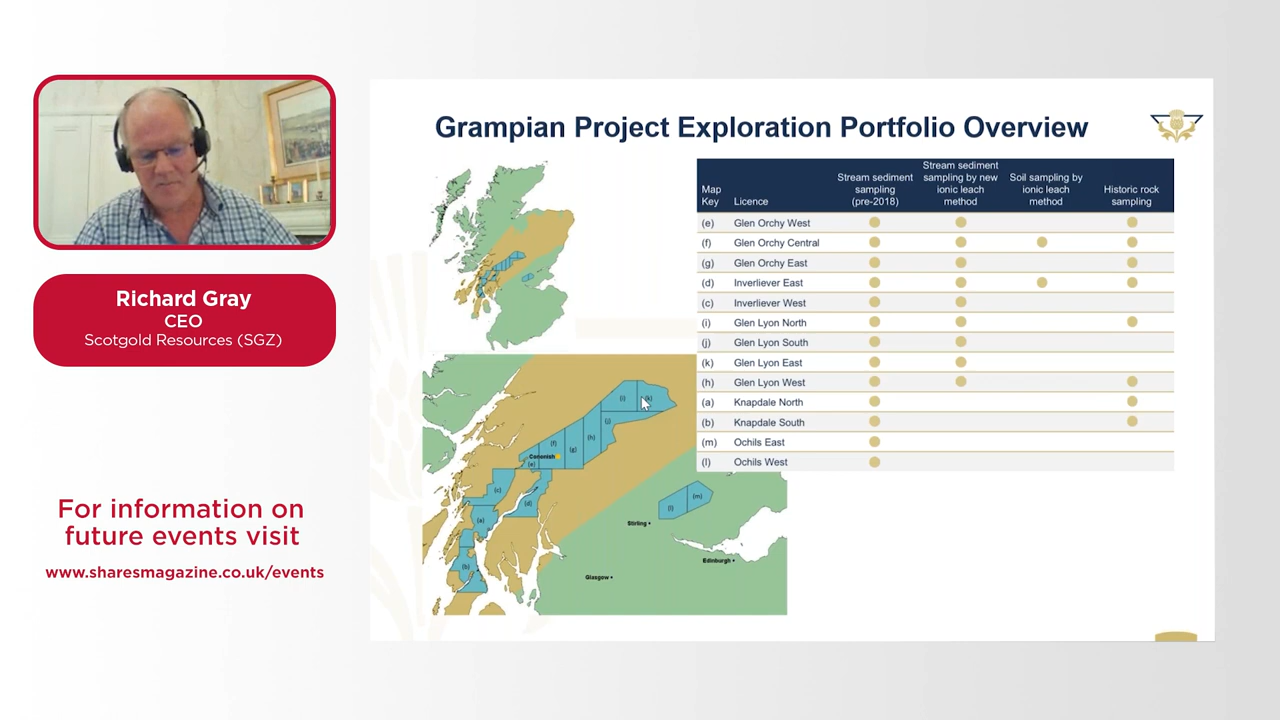 Richard Gray
CEO
Scotgold Resources (SGZ)
For information on
future events visit
www.sharesmagazine.co.uk/events
Grampian Project Exploration Portfolio Overview
Map Key
Licence
Stream sediment sampling (pre-2018)
Stream sediment sampling by new ionic leach method
Soil sampling by ionic leach method
Historic rock sampling
(e) Glen Orchy West
(f) Glen Orchy Central
(g) Glen Orchy East
(d) Inverliever East
(c) Inverliever West
(i) Glen Lyon North
(j) Glen Lyon South
(k) Glen Lyon East
(h) Glen Lyon West
(a) Knapdale North
(b) Knapdale South
(m) Ochils East
(l) Ochils West
(i)
(k)
(j)
(h)
(f)
(g)
Cononish
(e)
(c)
(d)
(a)
(b)
(m)
(l)
Stirling
Edinburgh
Glasgow